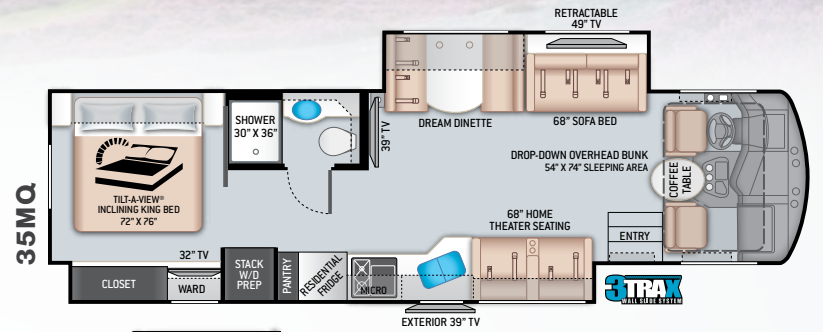 RETRACTABLE
49" TV
DREAM DINETTE
68" SOFA BED
SHOWER
30" X 36"
39" TV
DROP-DOWN OVERHEAD BUNK
54" X 74" SLEEPING AREA
COFFEE
TABLE
35MQ
TILT-A-VIEW®
INCLINING KING BED
72" X 76"
68" HOME
THEATER SEATING
ENTRY
32" TV
CLOSET
WARD
STACK
W/D
PREP
PANTRY
RESIDENTIAL
FRIDGE
MICRO
3TRAX
WALL SLIDE SYSTEM
EXTERIOR 39" TV